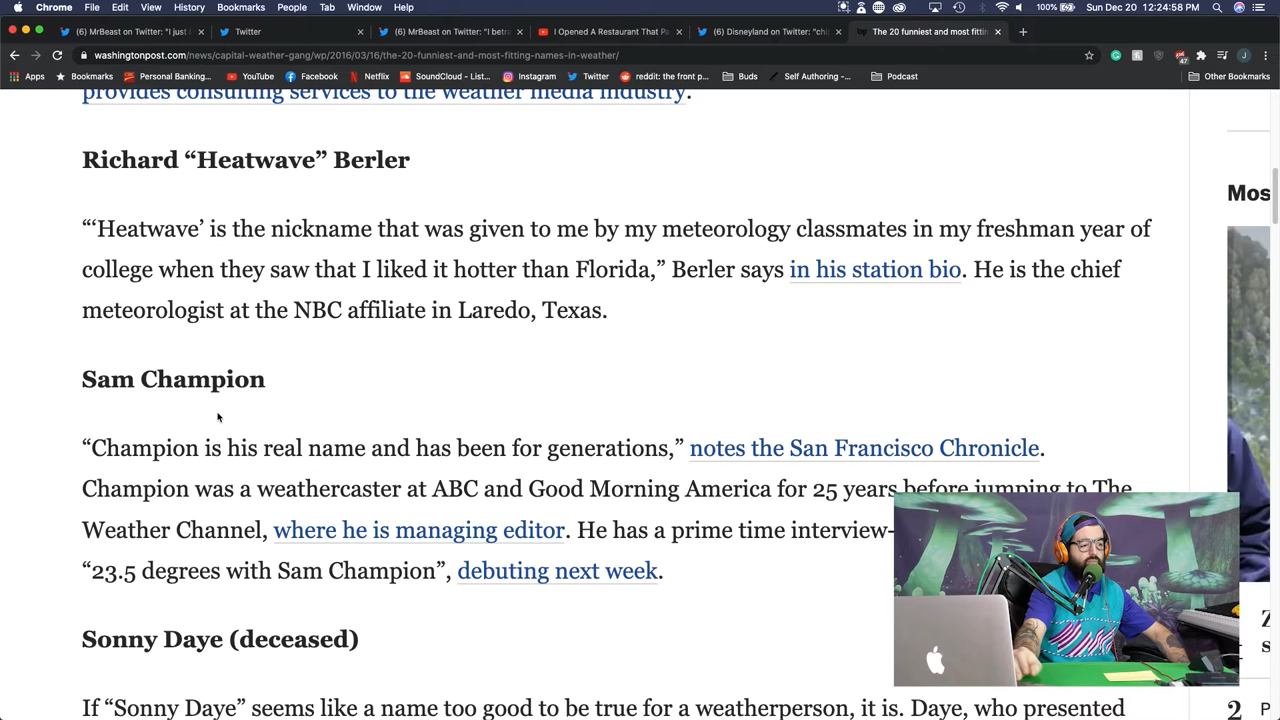 Chrome File Edit View History Bookmarks People Tab Window Help
100% Sun Dec 20 12:24:58 PM
(6) MrBeast on Twitter: "I just
Twitter
(6) MrBeast on Twitter: "I betr
I Opened A Restaurant That Pa
(6) Disneyland on Twitter: "chi
The 20 funniest and most fittin
washingtonpost.com/news/capital-weather-gang/wp/2016/03/16/the-20-funniest-and-most-fitting-names-in-weather/
47
J
Apps Bookmarks Personal Banking... YouTube Facebook Netflix SoundCloud - List... Instagram Twitter reddit: the front p... Buds Self Authoring -... Podcast Other Bookmarks
provides consulting services to the weather media industry.
Richard “Heatwave” Berler
“‘Heatwave’ is the nickname that was given to me by my meteorology classmates in my freshman year of
college when they saw that I liked it hotter than Florida,” Berler says in his station bio. He is the chief
meteorologist at the NBC affiliate in Laredo, Texas.
Sam Champion
“Champion is his real name and has been for generations,” notes the San Francisco Chronicle.
Champion was a weathercaster at ABC and Good Morning America for 25 years before jumping to The
Weather Channel, where he is managing editor. He has a prime time interview-
“23.5 degrees with Sam Champion”, debuting next week.
Sonny Daye (deceased)
If “Sonny Daye” seems like a name too good to be true for a weatherperson, it is. Daye, who presented
Mos
Z
s
2 P